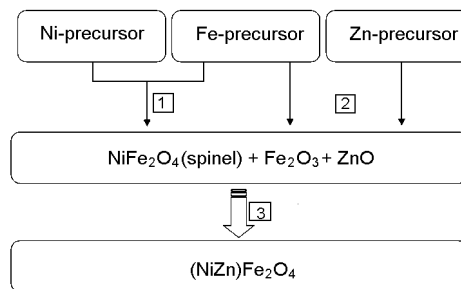 Ni-precursor
Fe-precursor
Zn-precursor
1
2
NiFe₂O₄(spinel) + Fe₂O₃ + ZnO
3
(NiZn)Fe₂O₄